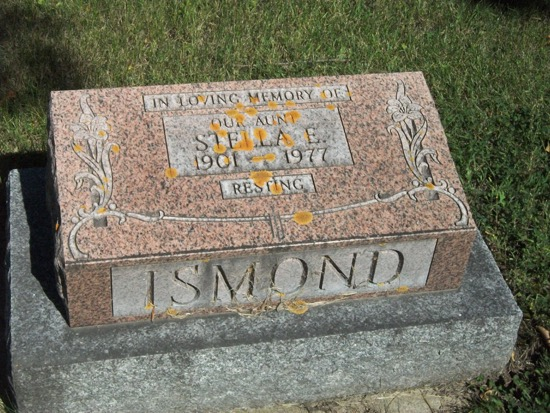 IN LOVING MEMORY OF
OUR AUNT
STELLA E.
1901 - 1977
RESTING
ISMOND